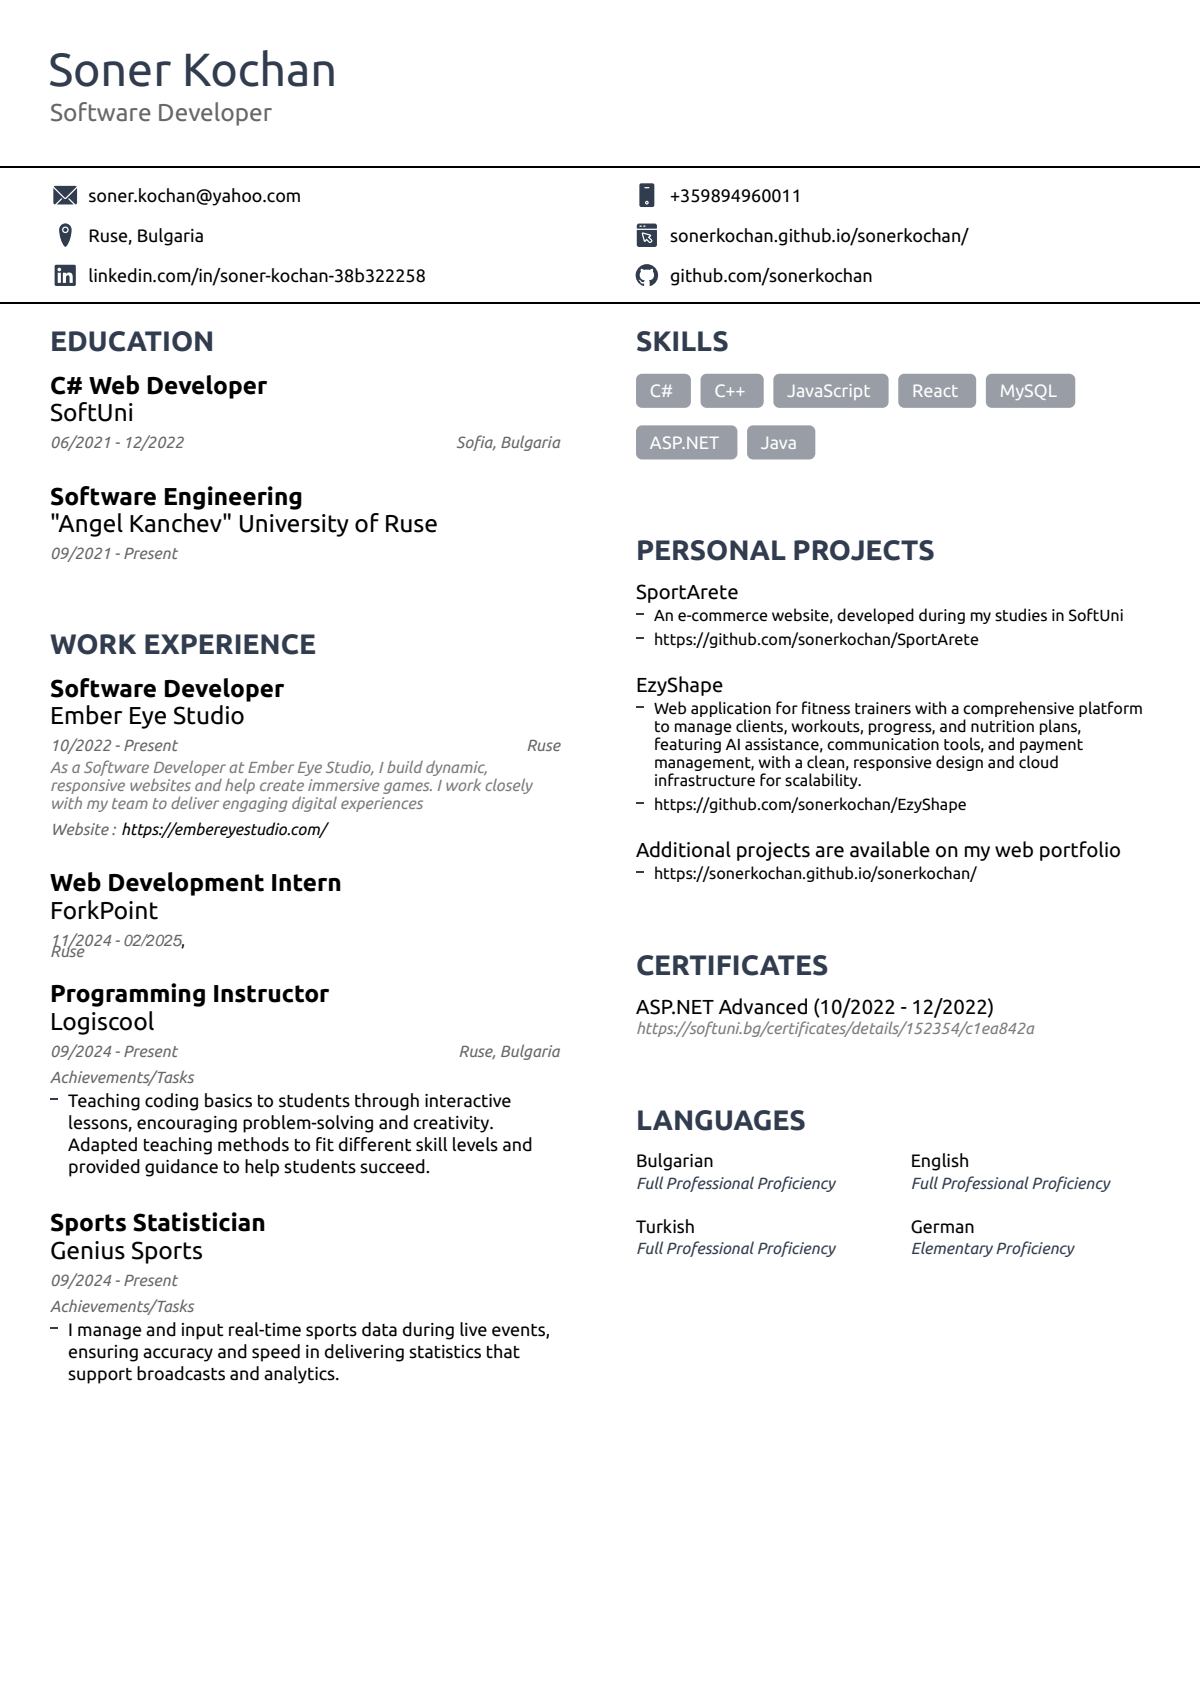 Soner Kochan
Software Developer
soner.kochan@yahoo.com
+359894960011
Ruse, Bulgaria
sonerkochan.github.io/sonerkochan/
linkedin.com/in/soner-kochan-38b322258
github.com/sonerkochan
EDUCATION
C# Web Developer
SoftUni
06/2021 - 12/2022
Sofia, Bulgaria
Software Engineering
"Angel Kanchev" University of Ruse
09/2021 - Present
WORK EXPERIENCE
Software Developer
Ember Eye Studio
10/2022 - Present
Ruse
As a Software Developer at Ember Eye Studio, I build dynamic,
responsive websites and help create immersive games. I work closely
with my team to deliver engaging digital experiences
Website : https://embereyestudio.com/
Web Development Intern
ForkPoint
11/2024 - 02/2025,
Ruse
Programming Instructor
Logiscool
09/2024 - Present
Ruse, Bulgaria
Achievements/Tasks
– Teaching coding basics to students through interactive
lessons, encouraging problem-solving and creativity.
Adapted teaching methods to fit different skill levels and
provided guidance to help students succeed.
Sports Statistician
Genius Sports
09/2024 - Present
Achievements/Tasks
– I manage and input real-time sports data during live events,
ensuring accuracy and speed in delivering statistics that
support broadcasts and analytics.
SKILLS
C# C++ JavaScript React MySQL
ASP.NET Java
PERSONAL PROJECTS
SportArete
– An e-commerce website, developed during my studies in SoftUni
– https://github.com/sonerkochan/SportArete
EzyShape
– Web application for fitness trainers with a comprehensive platform
to manage clients, workouts, progress, and nutrition plans,
featuring AI assistance, communication tools, and payment
management, with a clean, responsive design and cloud
infrastructure for scalability.
– https://github.com/sonerkochan/EzyShape
Additional projects are available on my web portfolio
– https://sonerkochan.github.io/sonerkochan/
CERTIFICATES
ASP.NET Advanced (10/2022 - 12/2022)
https://softuni.bg/certificates/details/152354/c1ea842a
LANGUAGES
Bulgarian
Full Professional Proficiency
English
Full Professional Proficiency
Turkish
Full Professional Proficiency
German
Elementary Proficiency